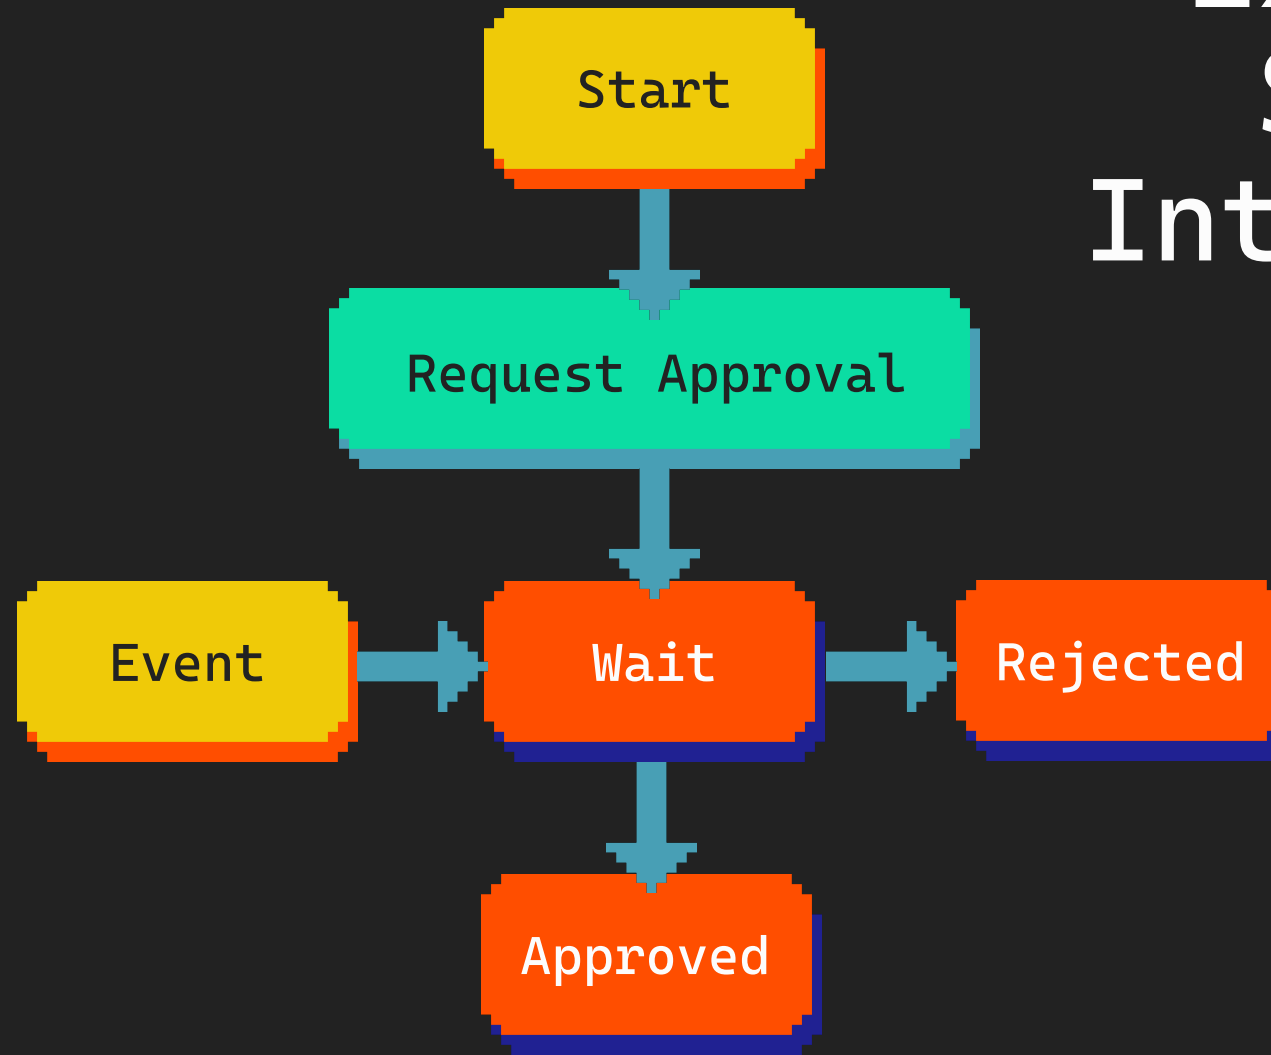 Start
Int
Request Approval
Event
Wait
Rejected
Approved